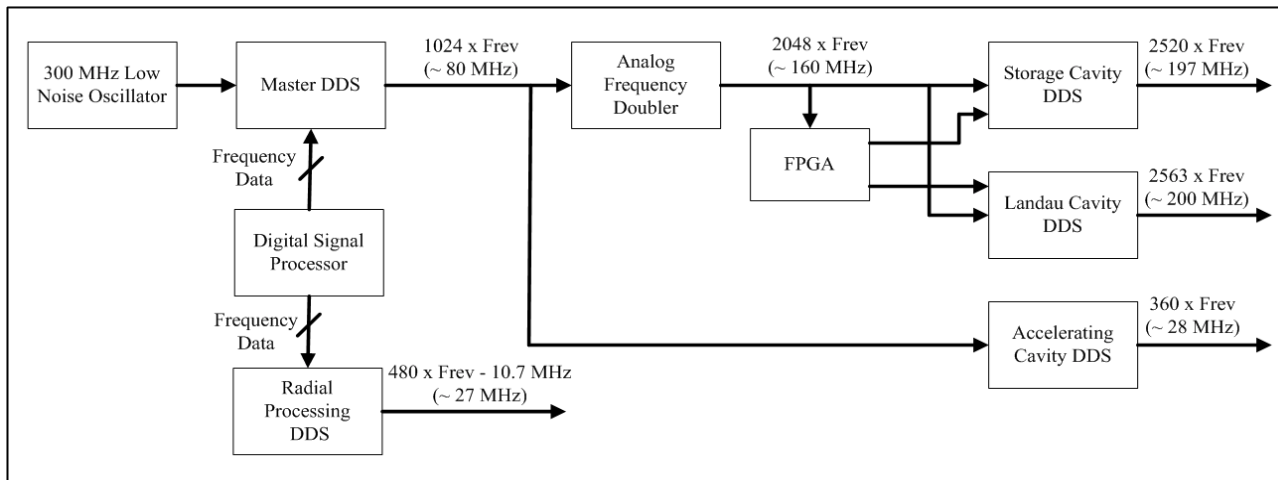 300 MHz Low
Noise Oscillator
Master DDS
1024 x Frev
(~ 80 MHz)
Analog
Frequency
Doubler
2048 x Frev
(~ 160 MHz)
Storage Cavity
DDS
2520 x Frev
(~ 197 MHz)
Frequency
Data
FPGA
Landau Cavity
DDS
2563 x Frev
(~ 200 MHz)
Digital Signal
Processor
Frequency
Data
Accelerating
Cavity DDS
360 x Frev
(~ 28 MHz)
Radial
Processing
DDS
480 x Frev - 10.7 MHz
(~ 27 MHz)